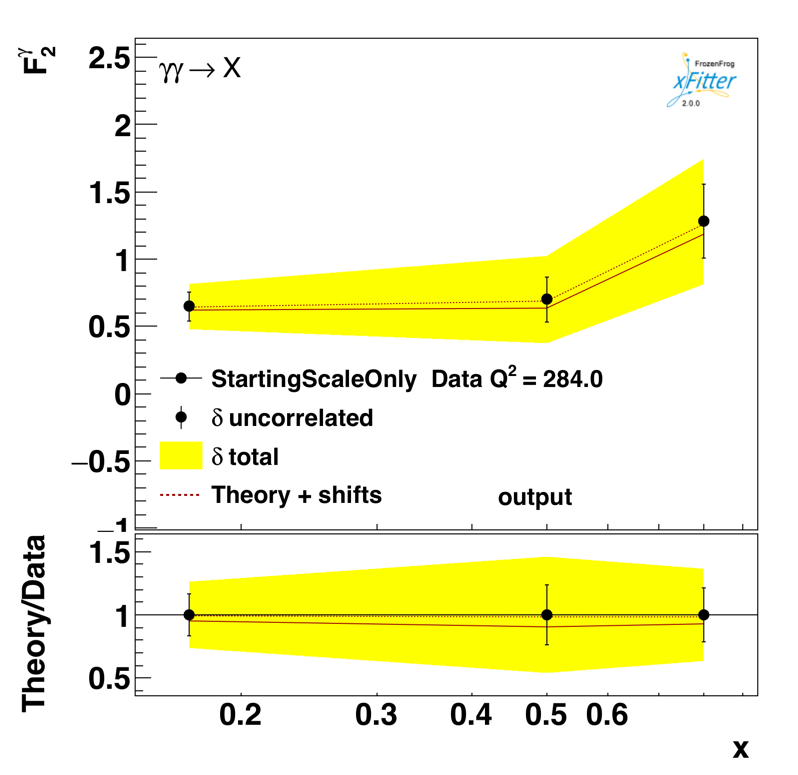 F₂^γ
γγ → X
FrozenFrog
xFitter
2.0.0
2.5
2
1.5
1
0.5
0
−0.5
−1
StartingScaleOnly Data Q² = 284.0
δ uncorrelated
δ total
Theory + shifts
output
Theory/Data
1.5
1
0.5
0.2 0.3 0.4 0.5 0.6
x